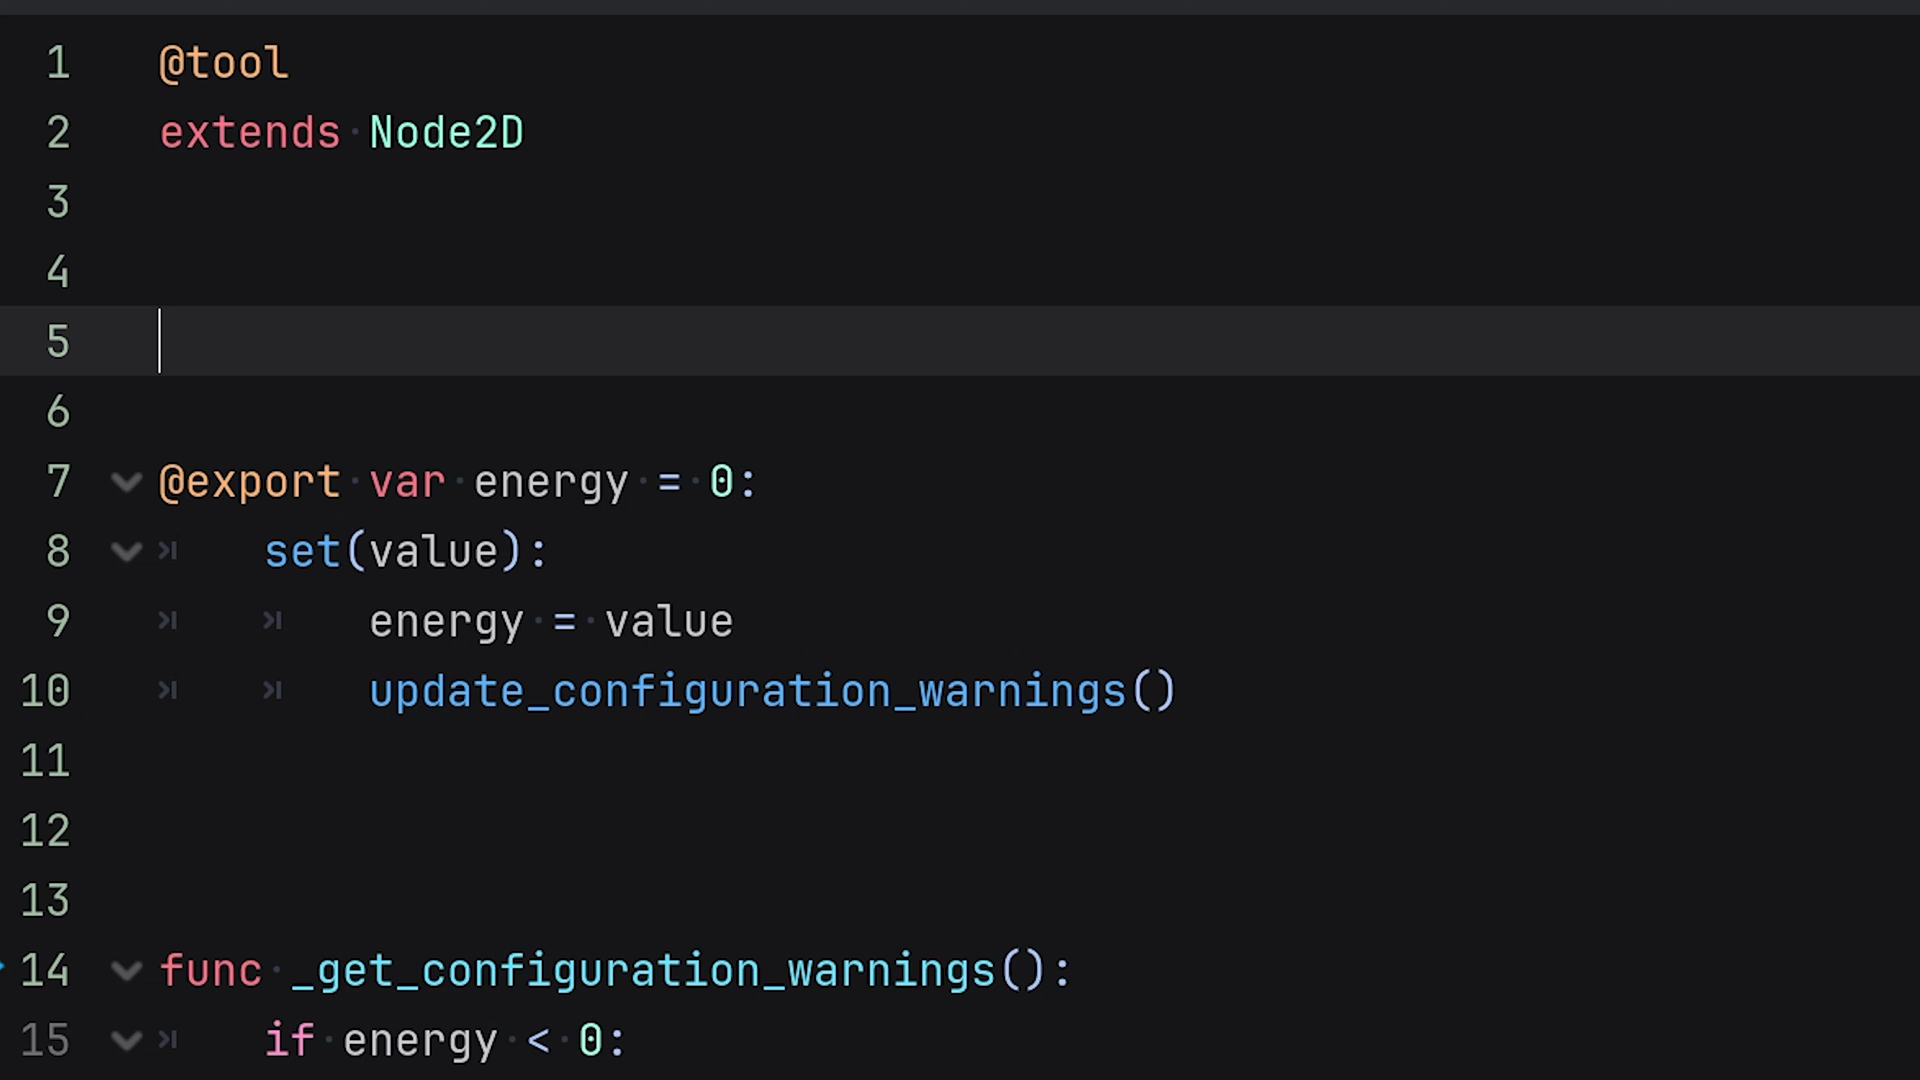 1 @tool
2 extends Node2D
3
4
5
6
7 @export var energy = 0:
8 set(value):
9 energy = value
10 update_configuration_warnings()
11
12
13
14 func _get_configuration_warnings():
15 if energy < 0: